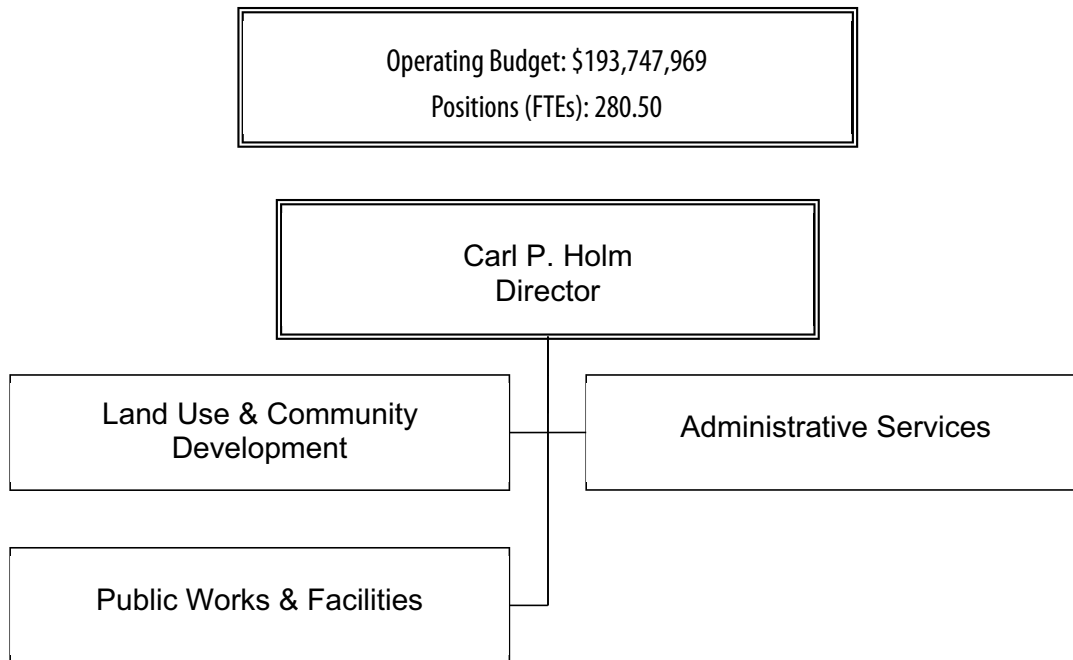 Operating Budget: $193,747,969
Positions (FTEs): 280.50
Carl P. Holm
Director
Land Use & Community
Development
Administrative Services
Public Works & Facilities